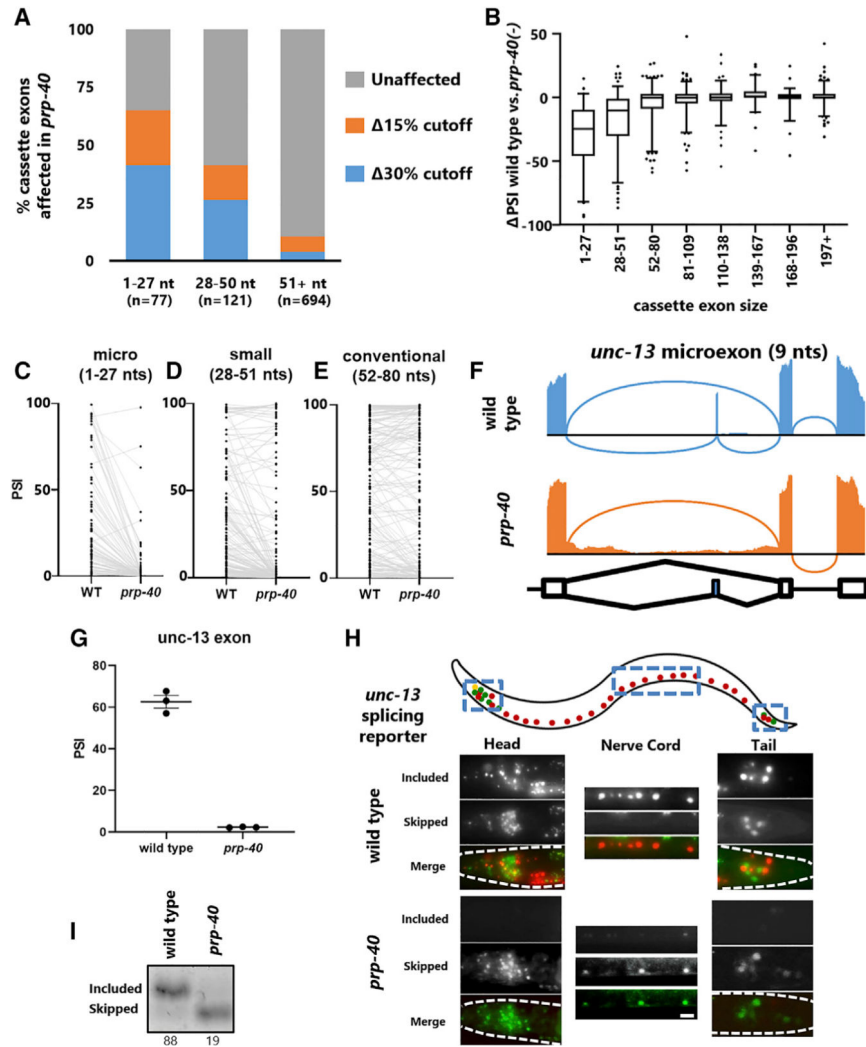 A
% cassette exons
affected in prp-40
100
75
50
25
0
1-27 nt
(n=77)
28-50 nt
(n=121)
51+ nt
(n=694)
Unaffected
Δ15% cutoff
Δ30% cutoff
B
ΔPSI wild type vs. prp-40(-)
50
0
-50
-100
1-27
28-51
52-80
81-109
110-138
139-167
168-196
197+
cassette exon size
C
micro
(1-27 nts)
PSI
100
50
0
WT
prp-40
D
small
(28-51 nts)
100
50
0
WT
prp-40
E
conventional
(52-80 nts)
100
50
0
WT
prp-40
F
unc-13 microexon (9 nts)
wild
type
prp-40
G
unc-13 exon
PSI
80
60
40
20
0
wild type
prp-40
H
unc-13
splicing
reporter
Head
Nerve Cord
Tail
wild type
Included
Skipped
Merge
prp-40
Included
Skipped
Merge
I
wild type
prp-40
Included
Skipped
88
19